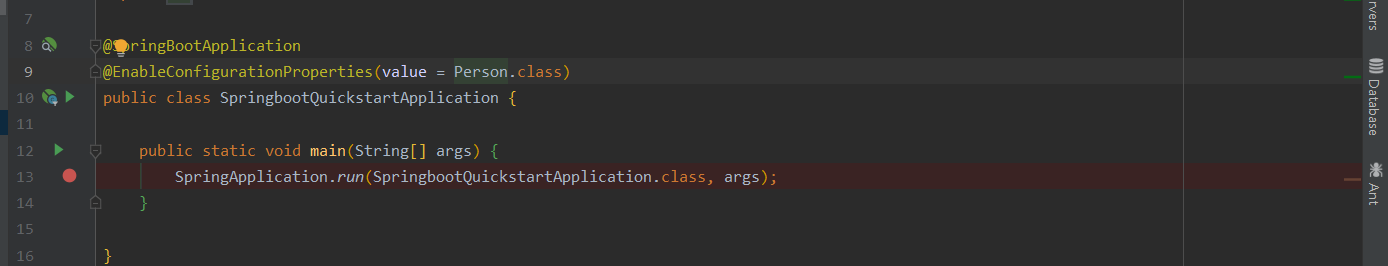 7
8 @SpringBootApplication
9 @EnableConfigurationProperties(value = Person.class)
10 public class SpringbootQuickstartApplication {
11
12 public static void main(String[] args) {
13 SpringApplication.run(SpringbootQuickstartApplication.class, args);
14 }
15
16 }
rvers
Database
Ant